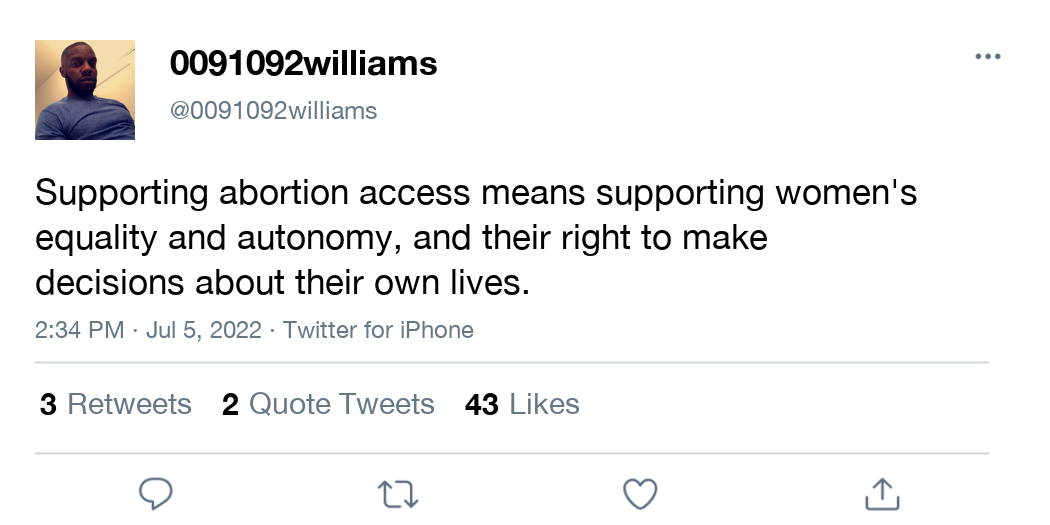 0091092williams
@0091092williams
Supporting abortion access means supporting women's
equality and autonomy, and their right to make
decisions about their own lives.
2:34 PM · Jul 5, 2022 · Twitter for iPhone
3 Retweets 2 Quote Tweets 43 Likes